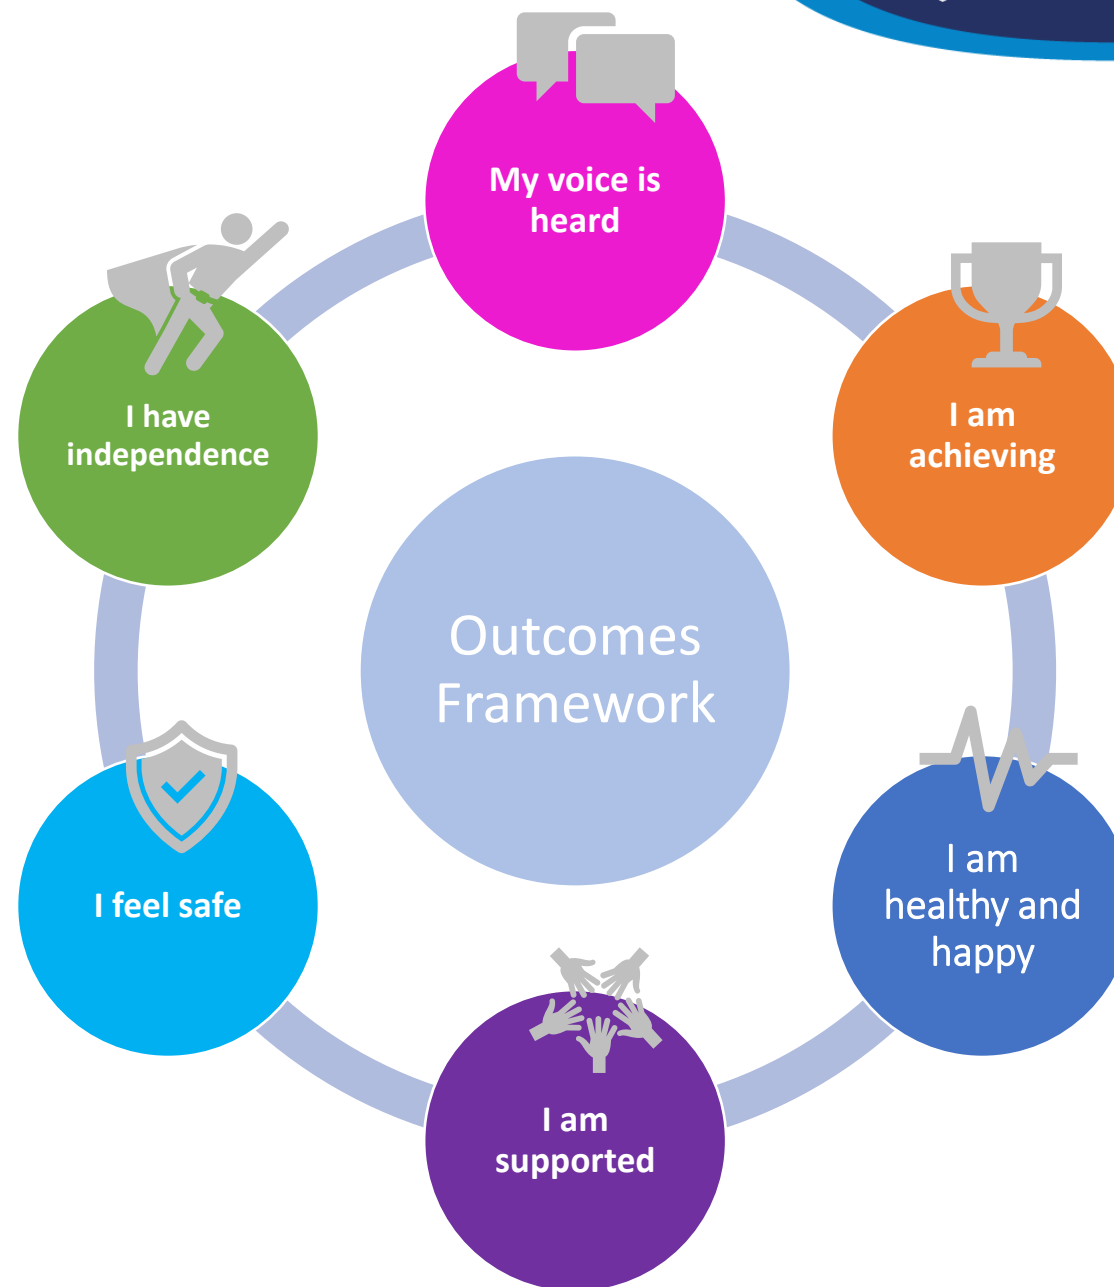 My voice is
heard
I am
achieving
I am
healthy and
happy
I am
supported
I feel safe
I have
independence
Outcomes
Framework